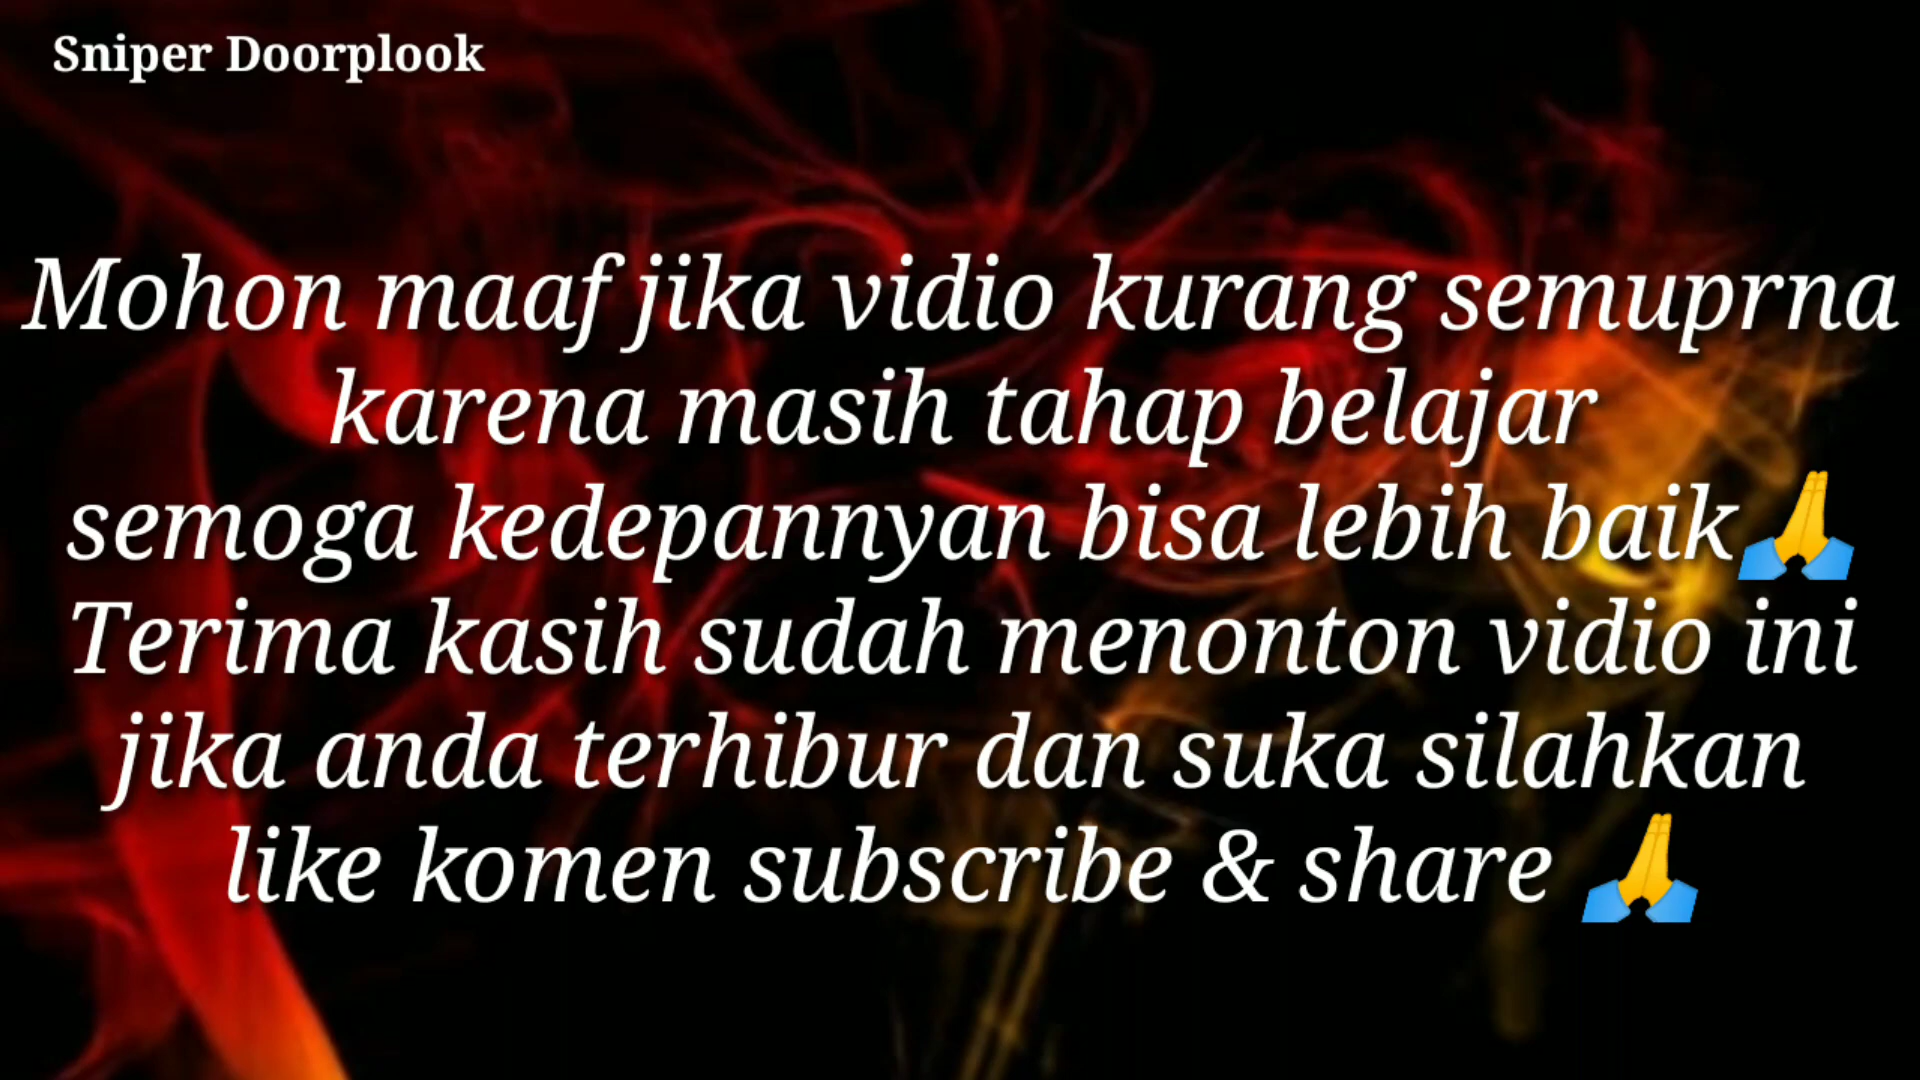 Sniper Doorplook
Mohon maaf jika vidio kurang semuprna
karena masih tahap belajar
semoga kedepannyan bisa lebih baik🙏
Terima kasih sudah menonton vidio ini
jika anda terhibur dan suka silahkan
like komen subscribe & share 🙏